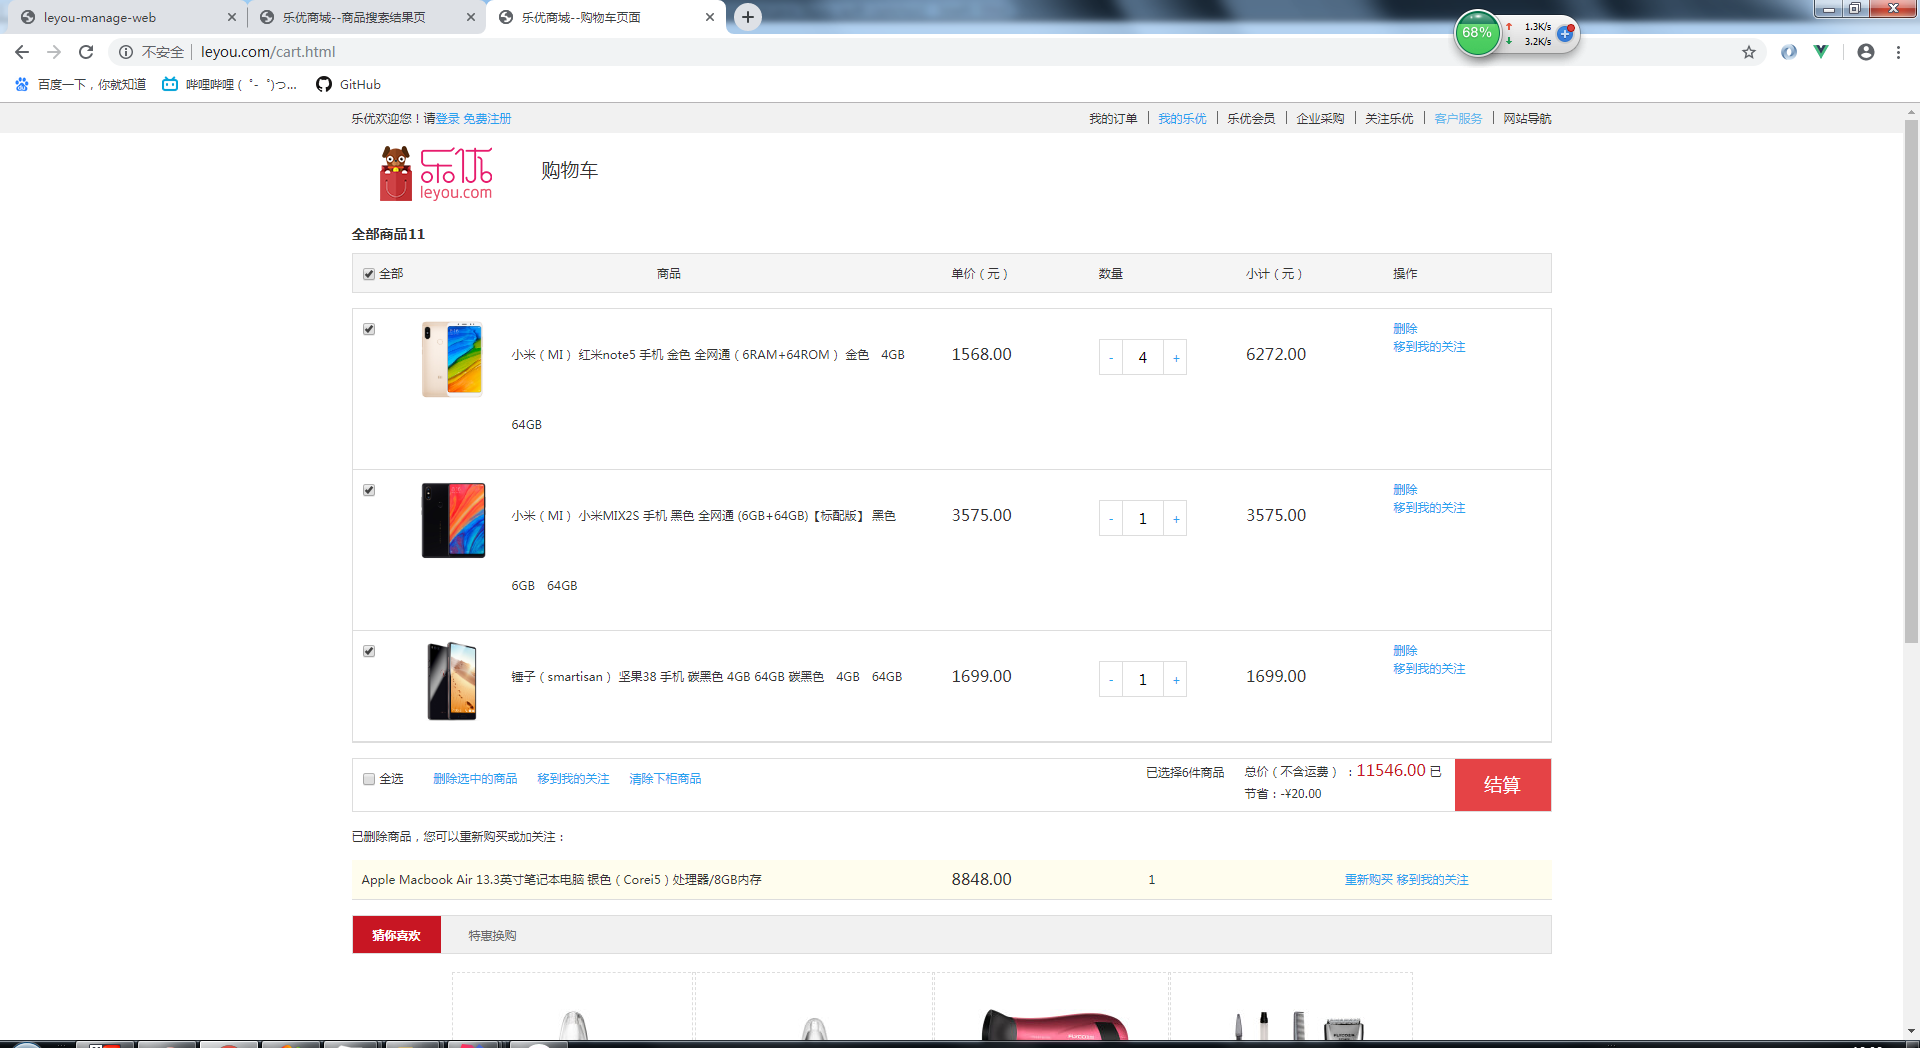 leyou-manage-web
乐优商城--商品搜索结果页
乐优商城--购物车页面
68%
1.3K/s
3.2K/s
不安全
leyou.com/cart.html
百度一下，你就知道
哔哩哔哩 ( ゜- ゜)つ...
GitHub
乐优欢迎您！请登录 免费注册
我的订单
我的乐优
乐优会员
企业采购
关注乐优
客户服务
网站导航
乐优
leyou.com
购物车
全部商品11
全部
商品
单价（元）
数量
小计（元）
操作
小米（MI） 红米note5 手机 金色 全网通（6RAM+64ROM） 金色 4GB
64GB
1568.00
- 4 +
6272.00
删除
移到我的关注
小米（MI） 小米MIX2S 手机 黑色 全网通 (6GB+64GB)【标配版】 黑色
6GB 64GB
3575.00
- 1 +
3575.00
删除
移到我的关注
锤子（smartisan） 坚果38 手机 碳黑色 4GB 64GB 碳黑色 4GB 64GB
1699.00
- 1 +
1699.00
删除
移到我的关注
全选
删除选中的商品
移到我的关注
清除下柜商品
已选择6件商品
总价（不含运费） ：11546.00 已
节省：-¥20.00
结算
已删除商品，您可以重新购买或加关注：
Apple Macbook Air 13.3英寸笔记本电脑 银色（Corei5）处理器/8GB内存
8848.00
1
重新购买 移到我的关注
猜你喜欢
特惠换购